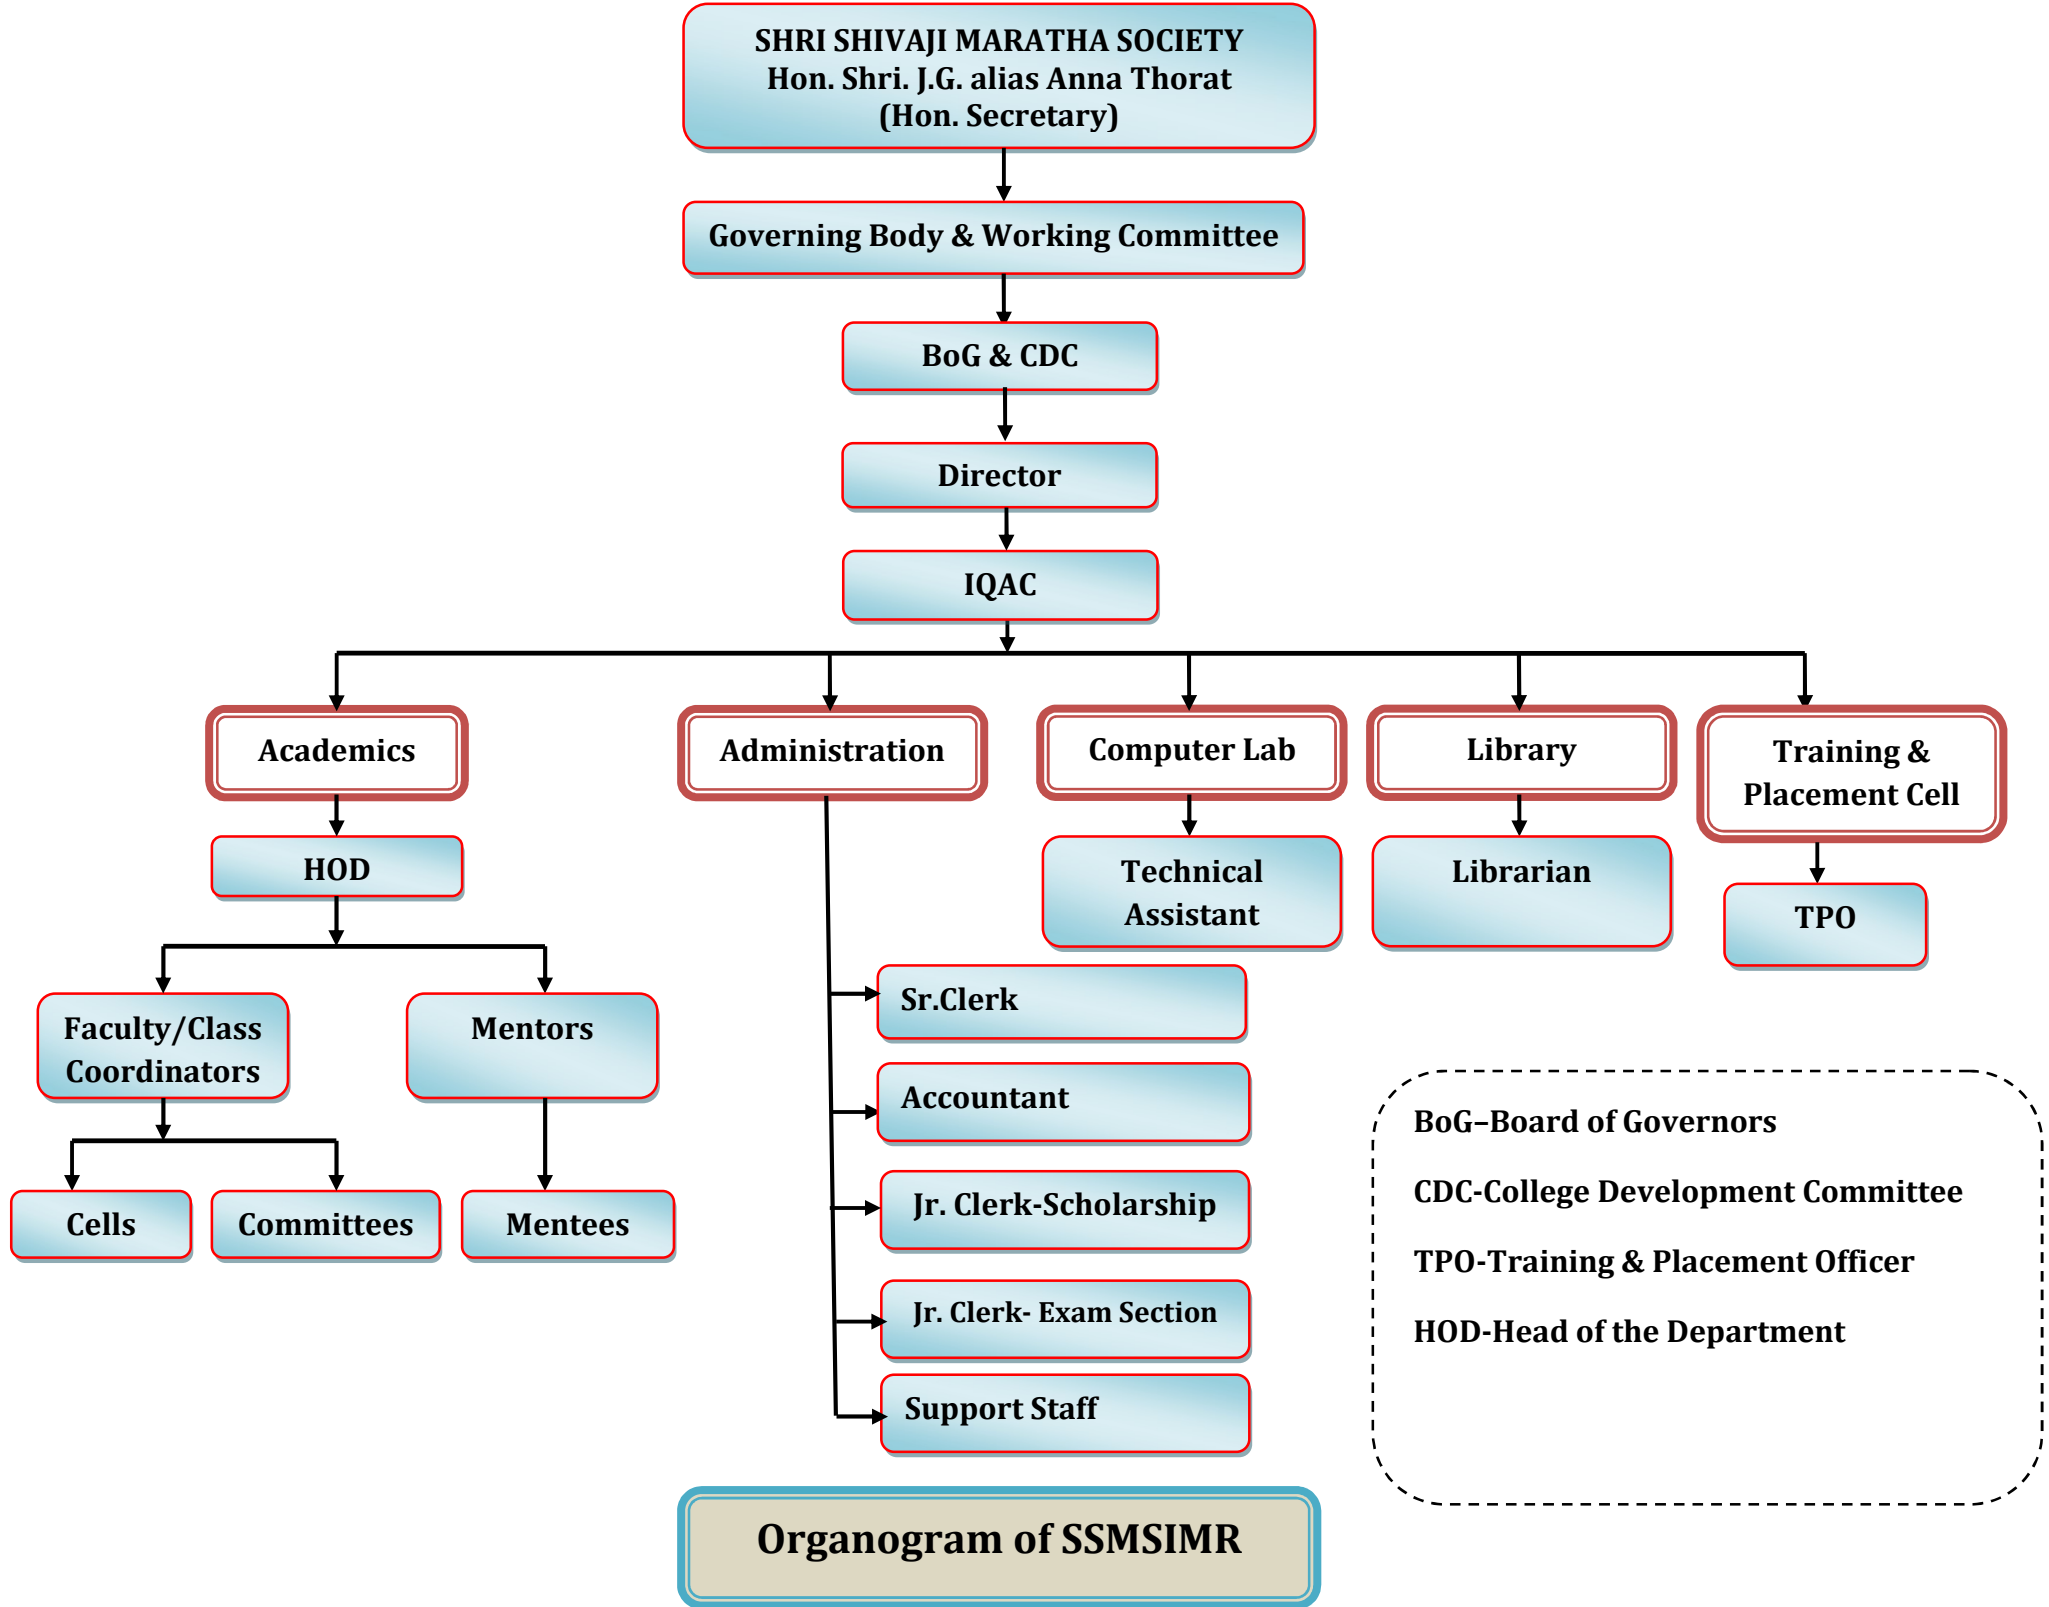 SHRI SHIVAJI MARATHA SOCIETY
Hon. Shri. J.G. alias Anna Thorat
(Hon. Secretary)
Governing Body & Working Committee
BoG & CDC
Director
IQAC
Academics
Administration
Computer Lab
Library
Training &
Placement Cell
HOD
Technical
Assistant
Librarian
TPO
Faculty/Class
Coordinators
Mentors
Cells
Committees
Mentees
Sr.Clerk
Accountant
Jr. Clerk-Scholarship
Jr. Clerk- Exam Section
Support Staff
BoG–Board of Governors
CDC-College Development Committee
TPO-Training & Placement Officer
HOD-Head of the Department
Organogram of SSMSIMR